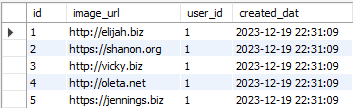 id image_url user_id created_dat
1 http://elijah.biz 1 2023-12-19 22:31:09
2 https://shanon.org 1 2023-12-19 22:31:09
3 http://vicky.biz 1 2023-12-19 22:31:09
4 http://oleta.net 1 2023-12-19 22:31:09
5 https://jennings.biz 1 2023-12-19 22:31:09